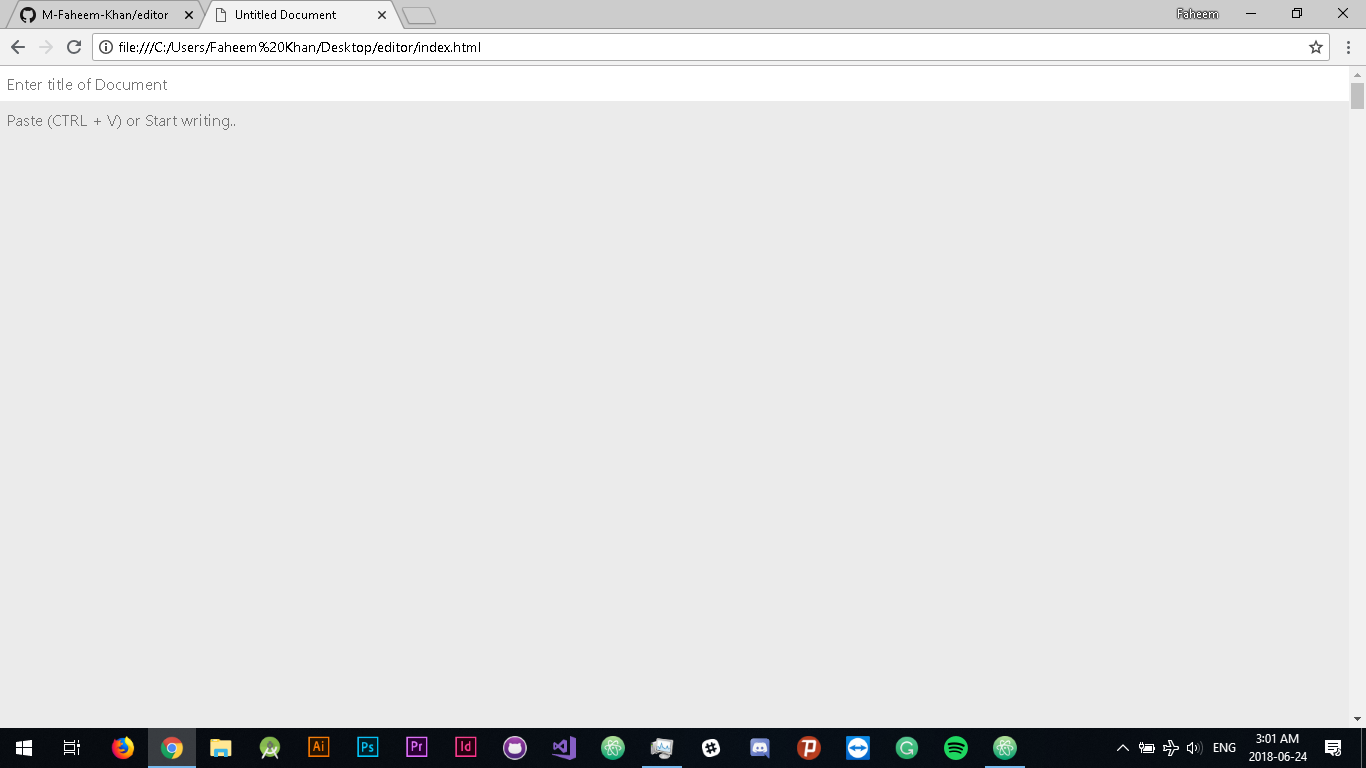 M-Faheem-Khan/editor
Untitled Document
Faheem
file:///C:/Users/Faheem%20Khan/Desktop/editor/index.html
Enter title of Document
Paste (CTRL + V) or Start writing..
Ai
Ps
Pr
Id
ENG
3:01 AM
2018-06-24